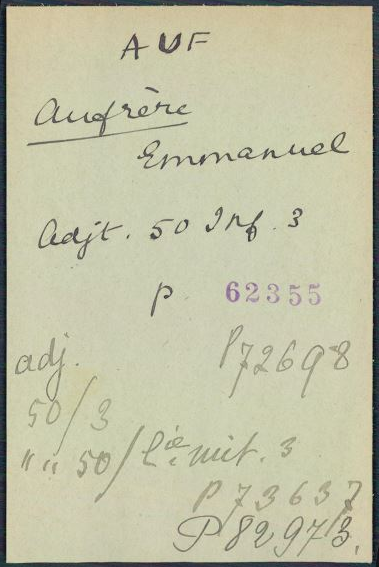 AUF
Aufrère
Emmanuel
Adjt. 50 Inf. 3
P 62355
adj. P72698
50/3
" " 50/Cie. mit. 3
P 73637
P 82973.